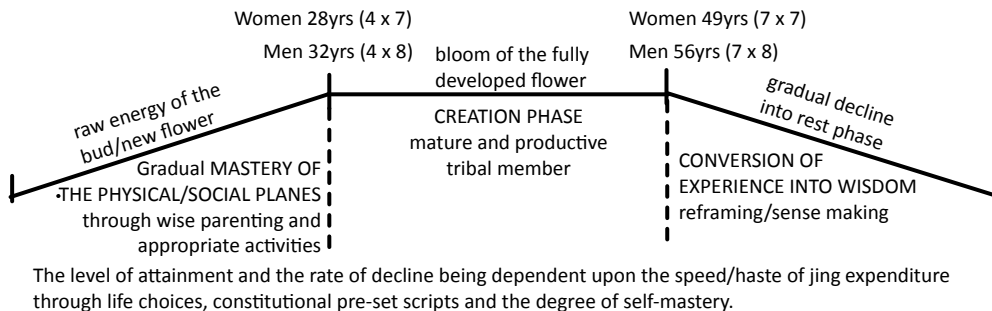 Women 28yrs (4 x 7)
Men 32yrs (4 x 8)
Women 49yrs (7 x 7)
Men 56yrs (7 x 8)
raw energy of the
bud/new flower
bloom of the fully
developed flower
gradual decline
into rest phase
Gradual MASTERY OF
THE PHYSICAL/SOCIAL PLANES
through wise parenting and
appropriate activities
CREATION PHASE
mature and productive
tribal member
CONVERSION OF
EXPERIENCE INTO WISDOM
reframing/sense making
The level of attainment and the rate of decline being dependent upon the speed/haste of jing expenditure
through life choices, constitutional pre-set scripts and the degree of self-mastery.